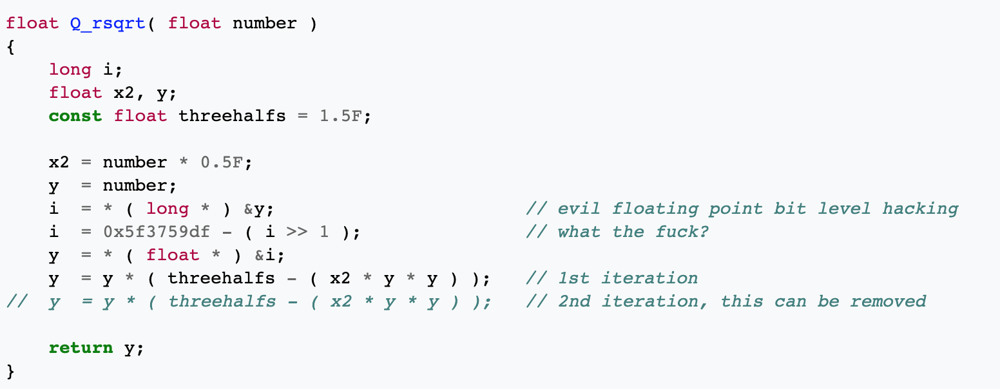 float Q_rsqrt( float number )
{
    long i;
    float x2, y;
    const float threehalfs = 1.5F;

    x2 = number * 0.5F;
    y  = number;
    i  = * ( long * ) &y;                       // evil floating point bit level hacking
    i  = 0x5f3759df - ( i >> 1 );               // what the fuck?
    y  = * ( float * ) &i;
    y  = y * ( threehalfs - ( x2 * y * y ) );   // 1st iteration
//  y  = y * ( threehalfs - ( x2 * y * y ) );   // 2nd iteration, this can be removed

    return y;
}